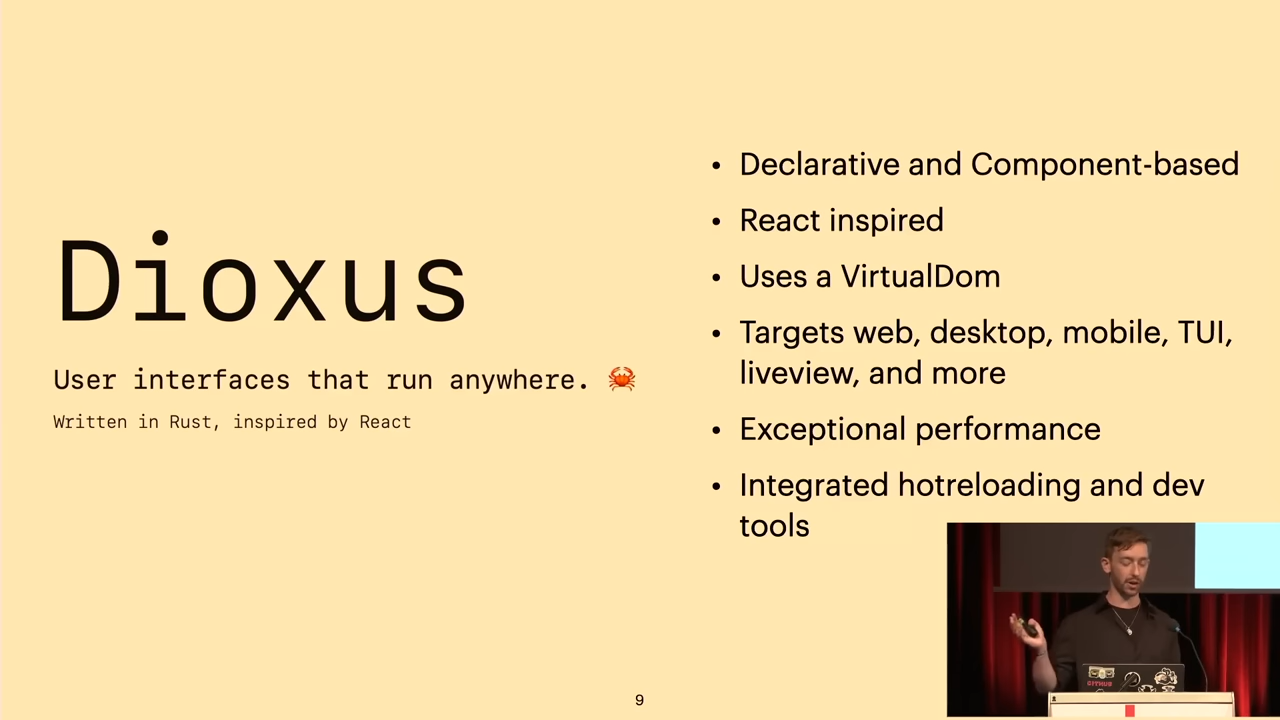 Dioxus
User interfaces that run anywhere. 🦀
Written in Rust, inspired by React
• Declarative and Component-based
• React inspired
• Uses a VirtualDom
• Targets web, desktop, mobile, TUI,
liveview, and more
• Exceptional performance
• Integrated hotreloading and dev
tools
GITHUB
9